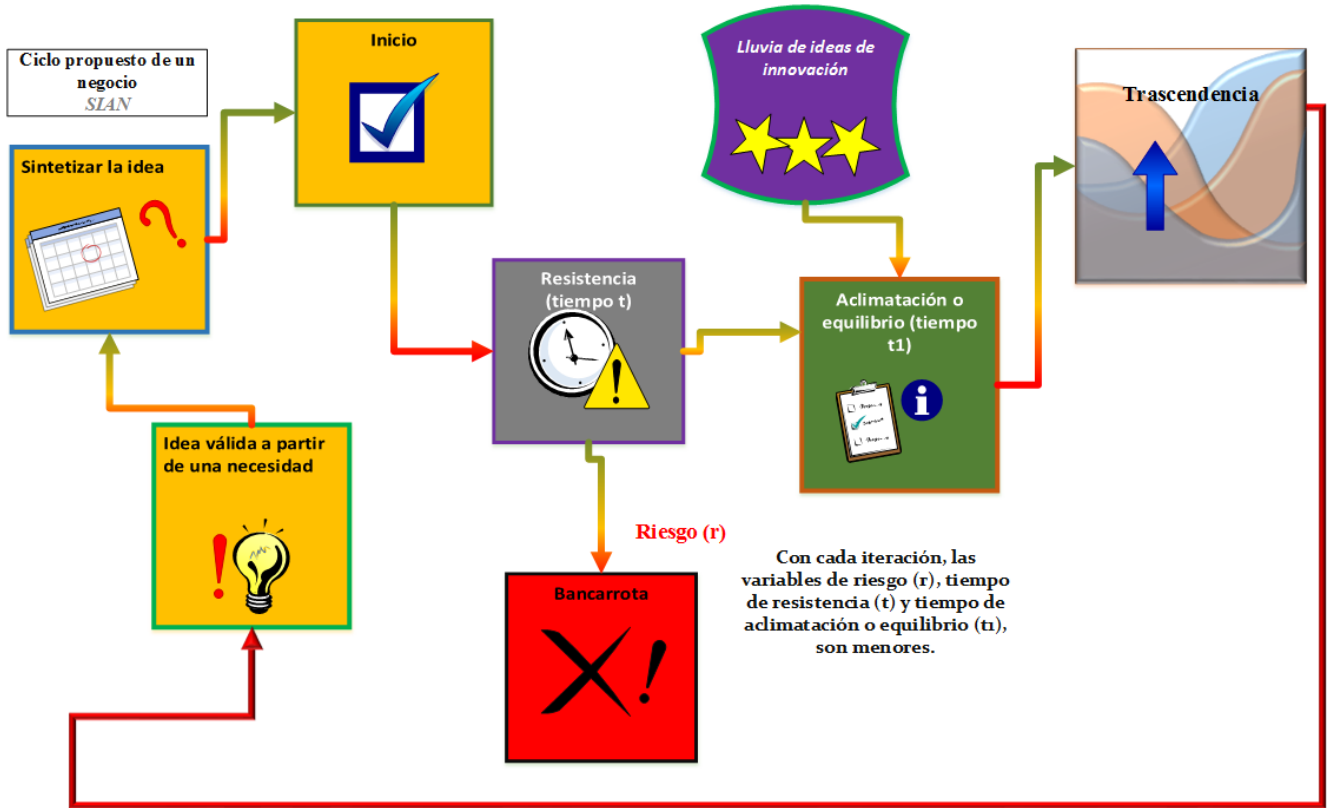 Ciclo propuesto de un
negocio
SLAN
Inicio
Lluvia de ideas de
innovación
Trascendencia
Sintetizar la idea
Resistencia
(tiempo t)
Aclimatación o
equilibrio (tiempo
t1)
Idea válida a partir
de una necesidad
Riesgo (r)
Bancarrota
Con cada iteración, las
variables de riesgo (r), tiempo
de resistencia (t) y tiempo de
aclimatación o equilibrio (t1),
son menores.